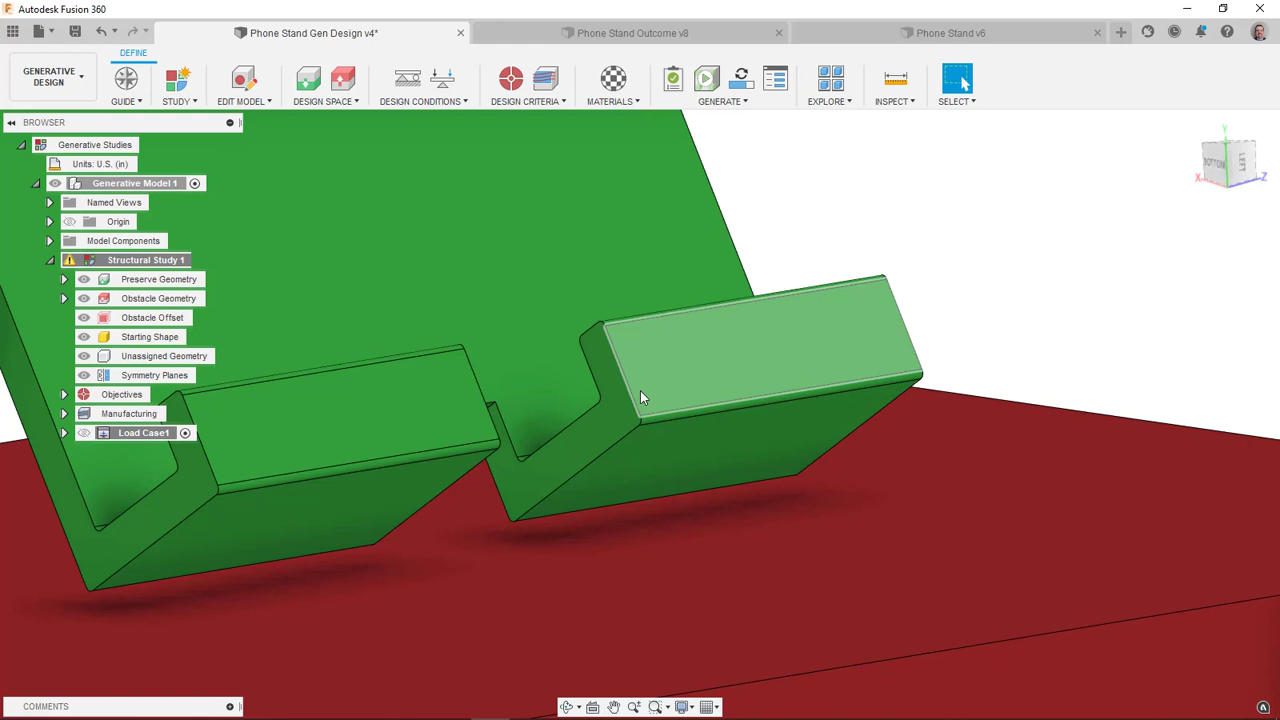 Autodesk Fusion 360
Phone Stand Gen Design v4*
Phone Stand Outcome v8
Phone Stand v6
GENERATIVE DESIGN
DEFINE
GUIDE
STUDY
EDIT MODEL
DESIGN SPACE
DESIGN CONDITIONS
DESIGN CRITERIA
MATERIALS
GENERATE
EXPLORE
INSPECT
SELECT
BROWSER
Generative Studies
Units: U.S. (in)
Generative Model 1
Named Views
Origin
Model Components
Structural Study 1
Preserve Geometry
Obstacle Geometry
Obstacle Offset
Starting Shape
Unassigned Geometry
Symmetry Planes
Objectives
Manufacturing
Load Case1
Y
BOTTOM
LEFT
X
Z
COMMENTS